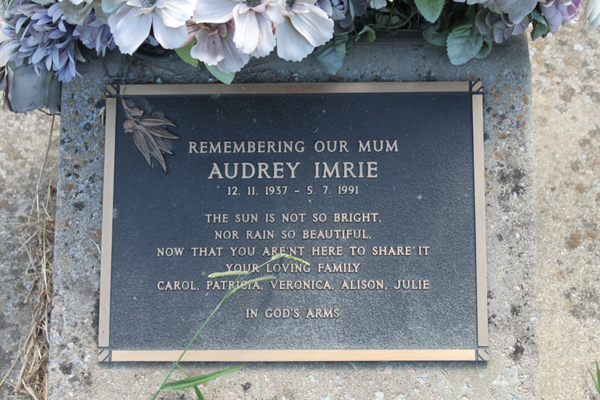 REMEMBERING OUR MUM
AUDREY IMRIE
12. 11. 1937 - 5. 7. 1991
THE SUN IS NOT SO BRIGHT,
NOR RAIN SO BEAUTIFUL,
NOW THAT YOU ARE'NT HERE TO SHARE IT
YOUR LOVING FAMILY
CAROL, PATRICIA, VERONICA, ALISON, JULIE
IN GOD'S ARMS